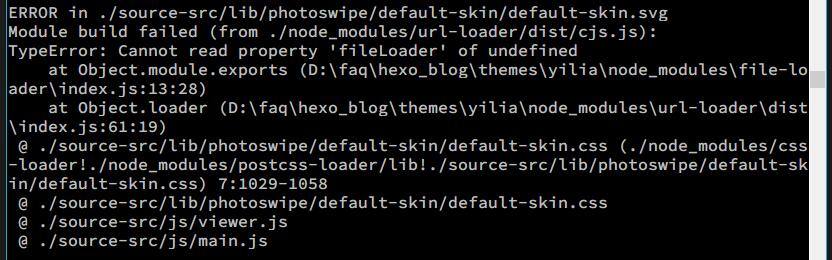 ERROR in ./source-src/lib/photoswipe/default-skin/default-skin.svg
Module build failed (from ./node_modules/url-loader/dist/cjs.js):
TypeError: Cannot read property 'fileLoader' of undefined
    at Object.module.exports (D:\faq\hexo_blog\themes\yilia\node_modules\file-lo
ader\index.js:13:28)
    at Object.loader (D:\faq\hexo_blog\themes\yilia\node_modules\url-loader\dist
\index.js:61:19)
 @ ./source-src/lib/photoswipe/default-skin/default-skin.css (./node_modules/css
-loader!./node_modules/postcss-loader/lib!./source-src/lib/photoswipe/default-sk
in/default-skin.css) 7:1029-1058
 @ ./source-src/lib/photoswipe/default-skin/default-skin.css
 @ ./source-src/js/viewer.js
 @ ./source-src/js/main.js